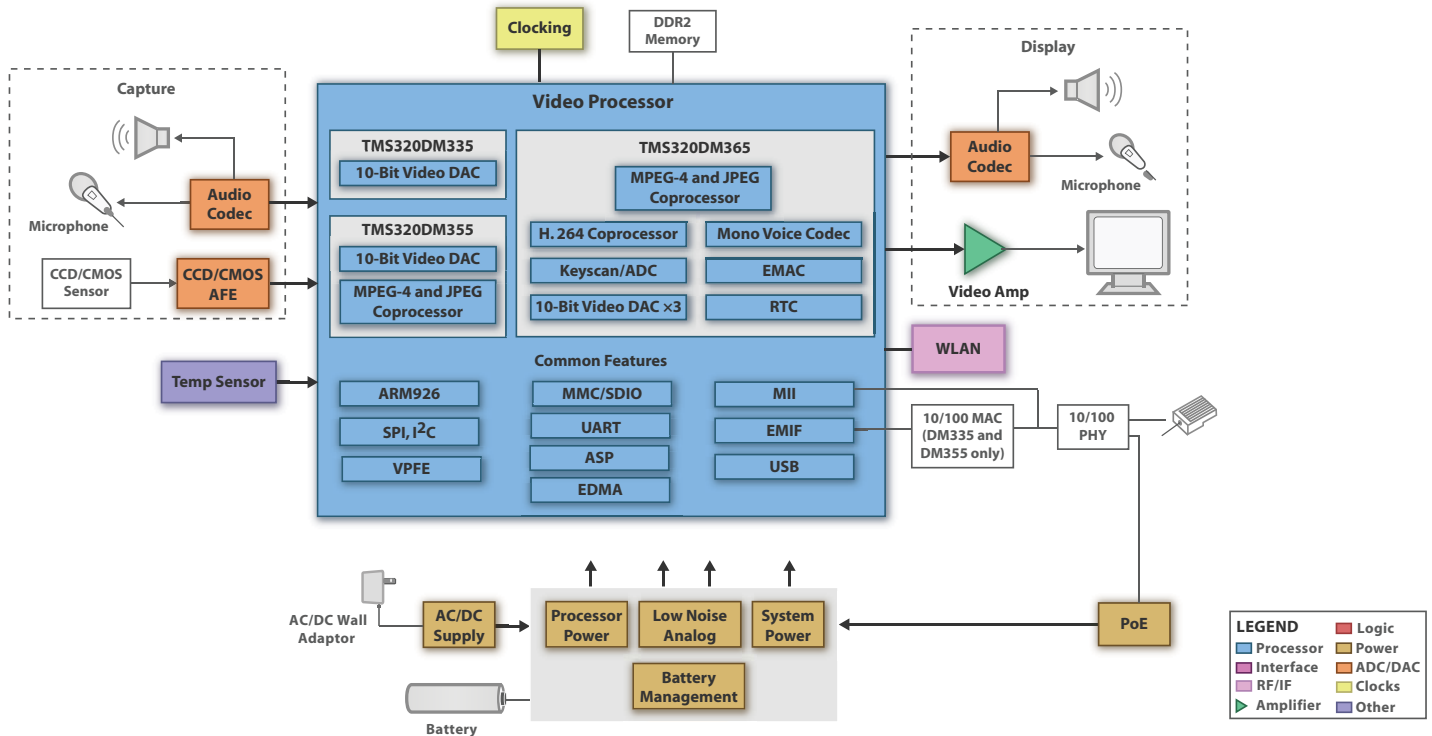 Clocking
DDR2
Memory
Capture
Microphone
Audio
Codec
CCD/CMOS
Sensor
CCD/CMOS
AFE
Temp Sensor
Video Processor
TMS320DM335
10-Bit Video DAC
TMS320DM355
10-Bit Video DAC
MPEG-4 and JPEG
Coprocessor
TMS320DM365
MPEG-4 and JPEG
Coprocessor
H.264 Coprocessor
Mono Voice Codec
Keyscan/ADC
EMAC
10-Bit Video DAC ×3
RTC
Common Features
ARM926
MMC/SDIO
MII
SPI, I²C
UART
EMIF
VPFE
ASP
USB
EDMA
Display
Audio
Codec
Microphone
Video Amp
WLAN
10/100 MAC
(DM335 and
DM355 only)
10/100
PHY
AC/DC Wall
Adaptor
AC/DC
Supply
Processor
Power
Low Noise
Analog
System
Power
Battery
Management
Battery
PoE
LEGEND
Processor
Interface
RF/IF
Amplifier
Logic
Power
ADC/DAC
Clocks
Other